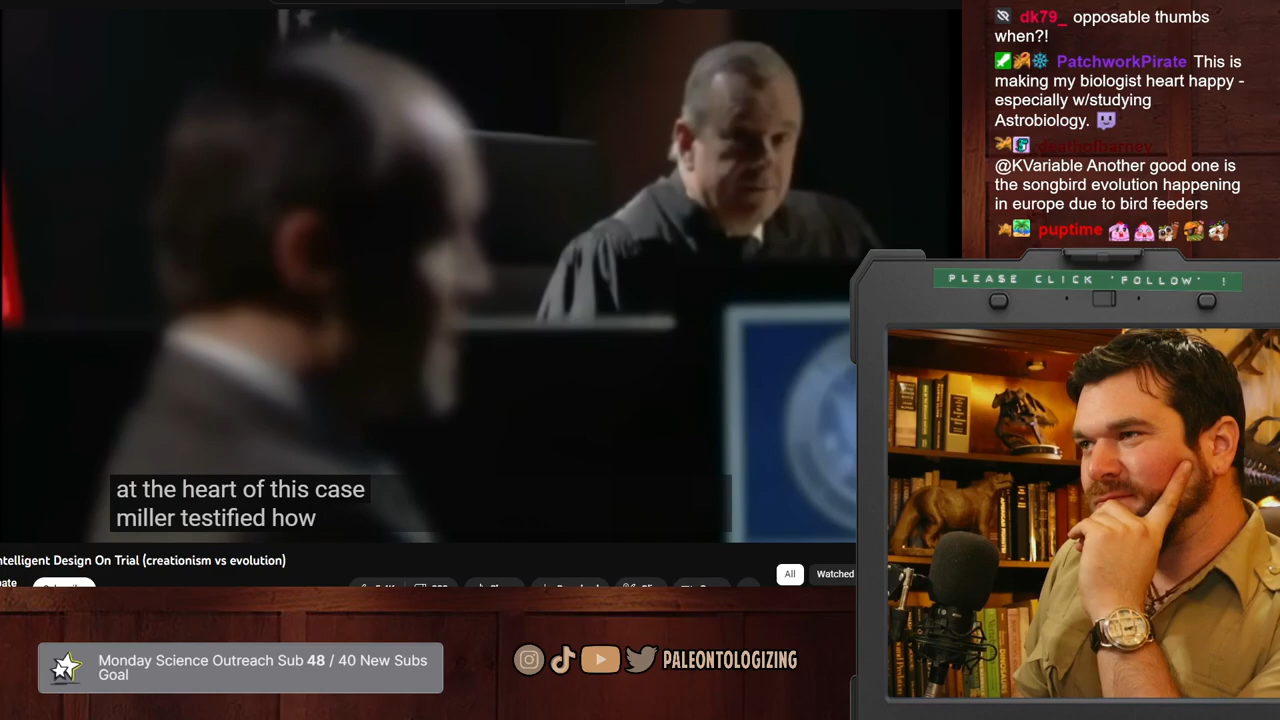 dk79_ opposable thumbs
when?!
PatchworkPirate This is
making my biologist heart happy -
especially w/studying
Astrobiology.
deathofbarney
@KVariable Another good one is
the songbird evolution happening
in europe due to bird feeders
puptime
PLEASE CLICK 'FOLLOW' !
at the heart of this case
miller testified how
ntelligent Design On Trial (creationism vs evolution)
All
Watched
Monday Science Outreach Sub 48 / 40 New Subs
Goal
PALEONTOLOGIZING